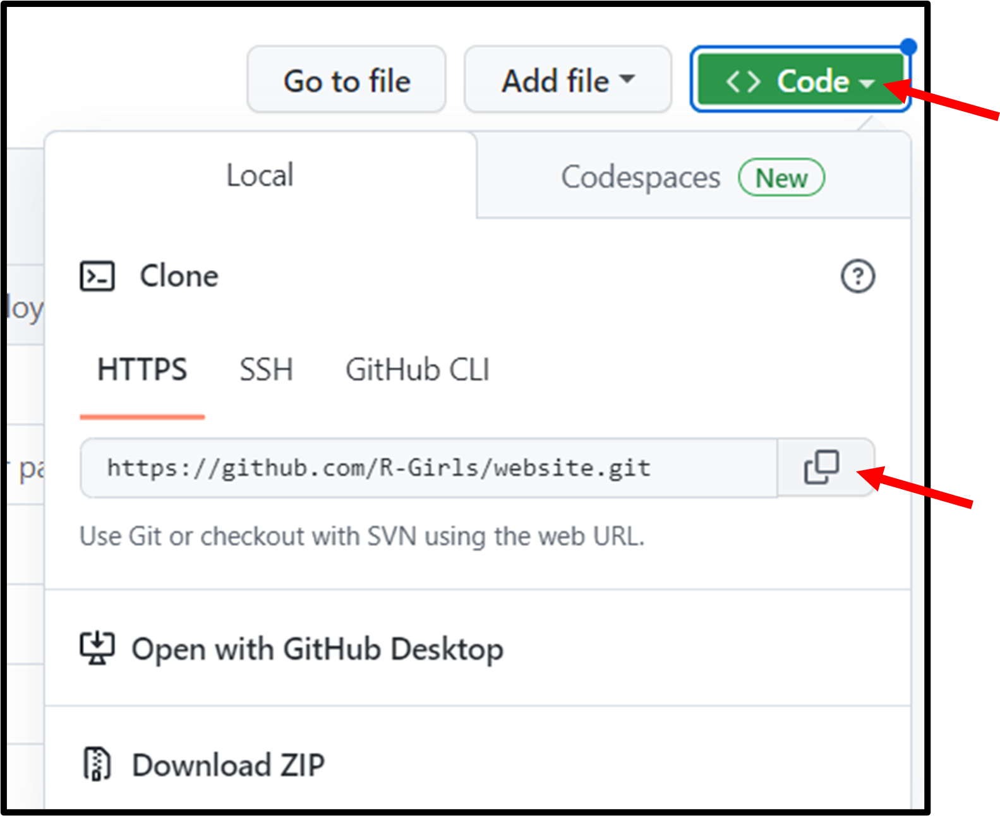 Go to file
Add file
<> Code
Local
Codespaces New
Clone
loy
HTTPS SSH GitHub CLI
https://github.com/R-Girls/website.git
pa
Use Git or checkout with SVN using the web URL.
Open with GitHub Desktop
Download ZIP